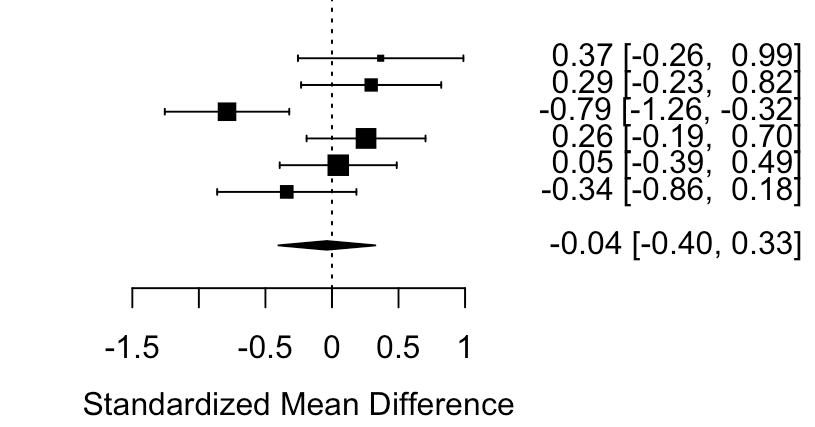 0.37 [-0.26, 0.99]
0.29 [-0.23, 0.82]
-0.79 [-1.26, -0.32]
0.26 [-0.19, 0.70]
0.05 [-0.39, 0.49]
-0.34 [-0.86, 0.18]
-0.04 [-0.40, 0.33]
-1.5 -0.5 0 0.5 1
Standardized Mean Difference